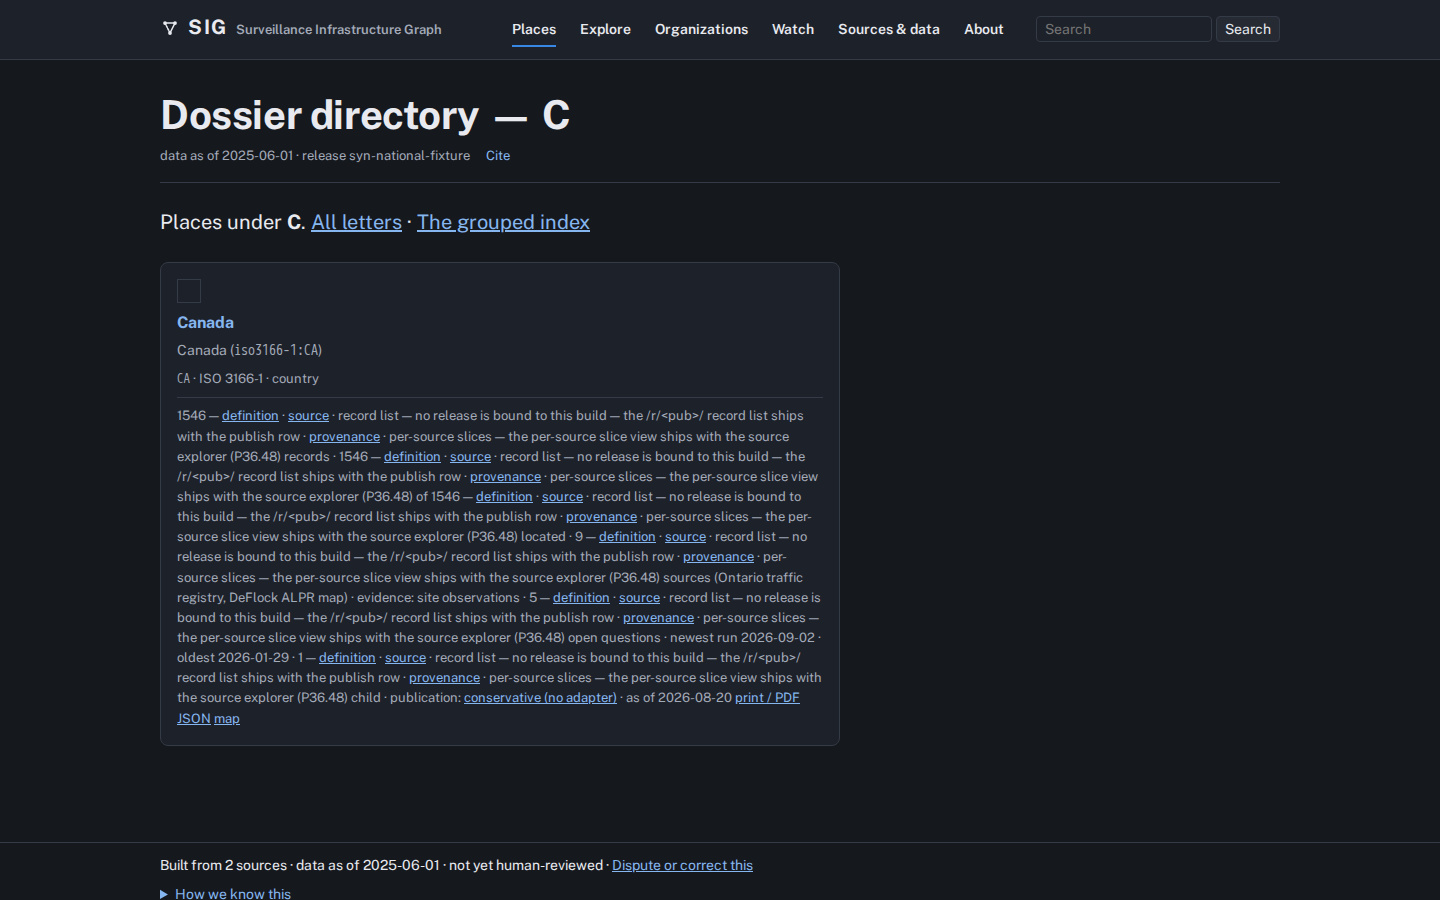 SIG Surveillance Infrastructure Graph Places Explore Organizations Watch Sources & data About Search Search
Dossier directory — C
data as of 2025-06-01 · release syn-national-fixture Cite
Places under C. All letters · The grouped index
Canada
Canada (iso3166-1:CA)
CA · ISO 3166-1 · country
1546 — definition · source · record list — no release is bound to this build — the /r/<pub>/ record list ships
with the publish row · provenance · per-source slices — the per-source slice view ships with the source
explorer (P36.48) records · 1546 — definition · source · record list — no release is bound to this build — the
/r/<pub>/ record list ships with the publish row · provenance · per-source slices — the per-source slice view
ships with the source explorer (P36.48) of 1546 — definition · source · record list — no release is bound to
this build — the /r/<pub>/ record list ships with the publish row · provenance · per-source slices — the per-
source slice view ships with the source explorer (P36.48) located · 9 — definition · source · record list — no
release is bound to this build — the /r/<pub>/ record list ships with the publish row · provenance · per-
source slices — the per-source slice view ships with the source explorer (P36.48) sources (Ontario traffic
registry, DeFlock ALPR map) · evidence: site observations · 5 — definition · source · record list — no release is
bound to this build — the /r/<pub>/ record list ships with the publish row · provenance · per-source slices —
the per-source slice view ships with the source explorer (P36.48) open questions · newest run 2026-09-02 ·
oldest 2026-01-29 · 1 — definition · source · record list — no release is bound to this build — the /r/<pub>/
record list ships with the publish row · provenance · per-source slices — the per-source slice view ships with
the source explorer (P36.48) child · publication: conservative (no adapter) · as of 2026-08-20 print / PDF
JSON map
Built from 2 sources · data as of 2025-06-01 · not yet human-reviewed · Dispute or correct this
How we know this